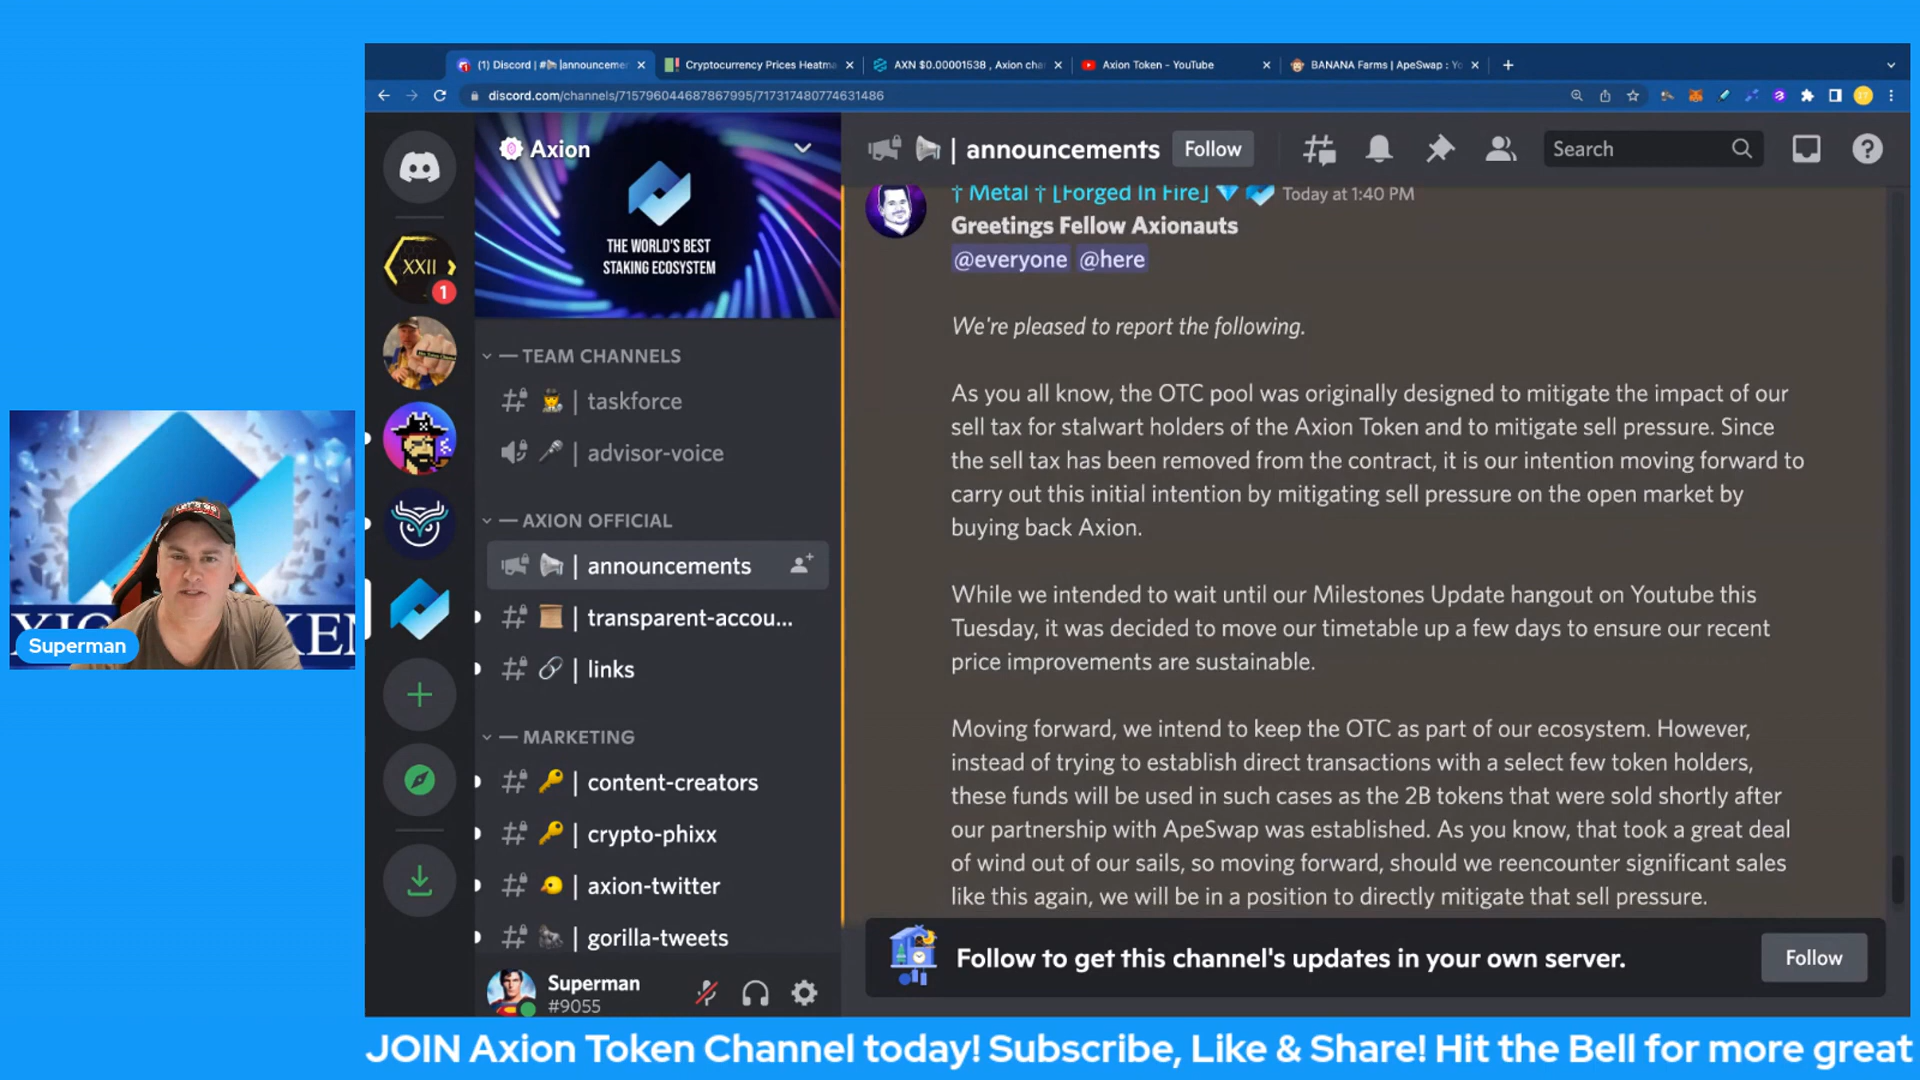 (1) Discord | #📢|announcemen
Cryptocurrency Prices Heatma
AXN $0.00001538 , Axion cha
Axion Token - YouTube
BANANA Farms | ApeSwap : Yo
discord.com/channels/715796044687867995/717317480774631486
Axion
THE WORLD'S BEST
STAKING ECOSYSTEM
XXII
1
TEAM CHANNELS
| taskforce
| advisor-voice
AXION OFFICIAL
| announcements
| transparent-accou...
| links
MARKETING
| content-creators
| crypto-phixx
| axion-twitter
| gorilla-tweets
Superman
#9055
| announcements
Follow
Search
† Metal † [Forged In Fire] Today at 1:40 PM
Greetings Fellow Axionauts
@everyone @here
We're pleased to report the following.
As you all know, the OTC pool was originally designed to mitigate the impact of our
sell tax for stalwart holders of the Axion Token and to mitigate sell pressure. Since
the sell tax has been removed from the contract, it is our intention moving forward to
carry out this initial intention by mitigating sell pressure on the open market by
buying back Axion.
While we intended to wait until our Milestones Update hangout on Youtube this
Tuesday, it was decided to move our timetable up a few days to ensure our recent
price improvements are sustainable.
Moving forward, we intend to keep the OTC as part of our ecosystem. However,
instead of trying to establish direct transactions with a select few token holders,
these funds will be used in such cases as the 2B tokens that were sold shortly after
our partnership with ApeSwap was established. As you know, that took a great deal
of wind out of our sails, so moving forward, should we reencounter significant sales
like this again, we will be in a position to directly mitigate that sell pressure.
Follow to get this channel's updates in your own server.
Follow
Superman
JOIN Axion Token Channel today! Subscribe, Like & Share! Hit the Bell for more great